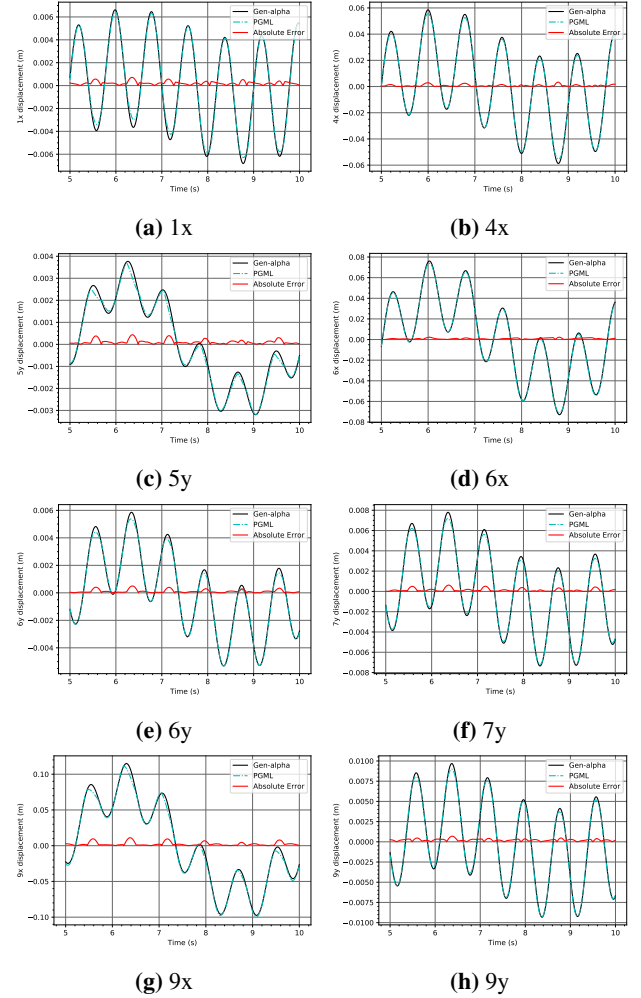 1x displacement (m)
0.006
0.004
0.002
0.000
−0.002
−0.004
−0.006
Gen-alpha
PGML
Absolute Error
5 6 7 8 9 10
Time (s)
(a) 1x
4x displacement (m)
0.06
0.04
0.02
0.00
−0.02
−0.04
−0.06
Gen-alpha
PGML
Absolute Error
5 6 7 8 9 10
Time (s)
(b) 4x
5y displacement (m)
0.004
0.003
0.002
0.001
0.000
−0.001
−0.002
−0.003
Gen-alpha
PGML
Absolute Error
5 6 7 8 9 10
Time (s)
(c) 5y
6x displacement (m)
0.08
0.06
0.04
0.02
0.00
−0.02
−0.04
−0.06
−0.08
Gen-alpha
PGML
Absolute Error
5 6 7 8 9 10
Time (s)
(d) 6x
6y displacement (m)
0.006
0.004
0.002
0.000
−0.002
−0.004
Gen-alpha
PGML
Absolute Error
5 6 7 8 9 10
Time (s)
(e) 6y
7y displacement (m)
0.008
0.006
0.004
0.002
0.000
−0.002
−0.004
−0.006
−0.008
Gen-alpha
PGML
Absolute Error
5 6 7 8 9 10
Time (s)
(f) 7y
9x displacement (m)
0.10
0.05
0.00
−0.05
−0.10
Gen-alpha
PGML
Absolute Error
5 6 7 8 9 10
Time (s)
(g) 9x
9y displacement (m)
0.0100
0.0075
0.0050
0.0025
0.0000
−0.0025
−0.0050
−0.0075
−0.0100
Gen-alpha
PGML
Absolute Error
5 6 7 8 9 10
Time (s)
(h) 9y